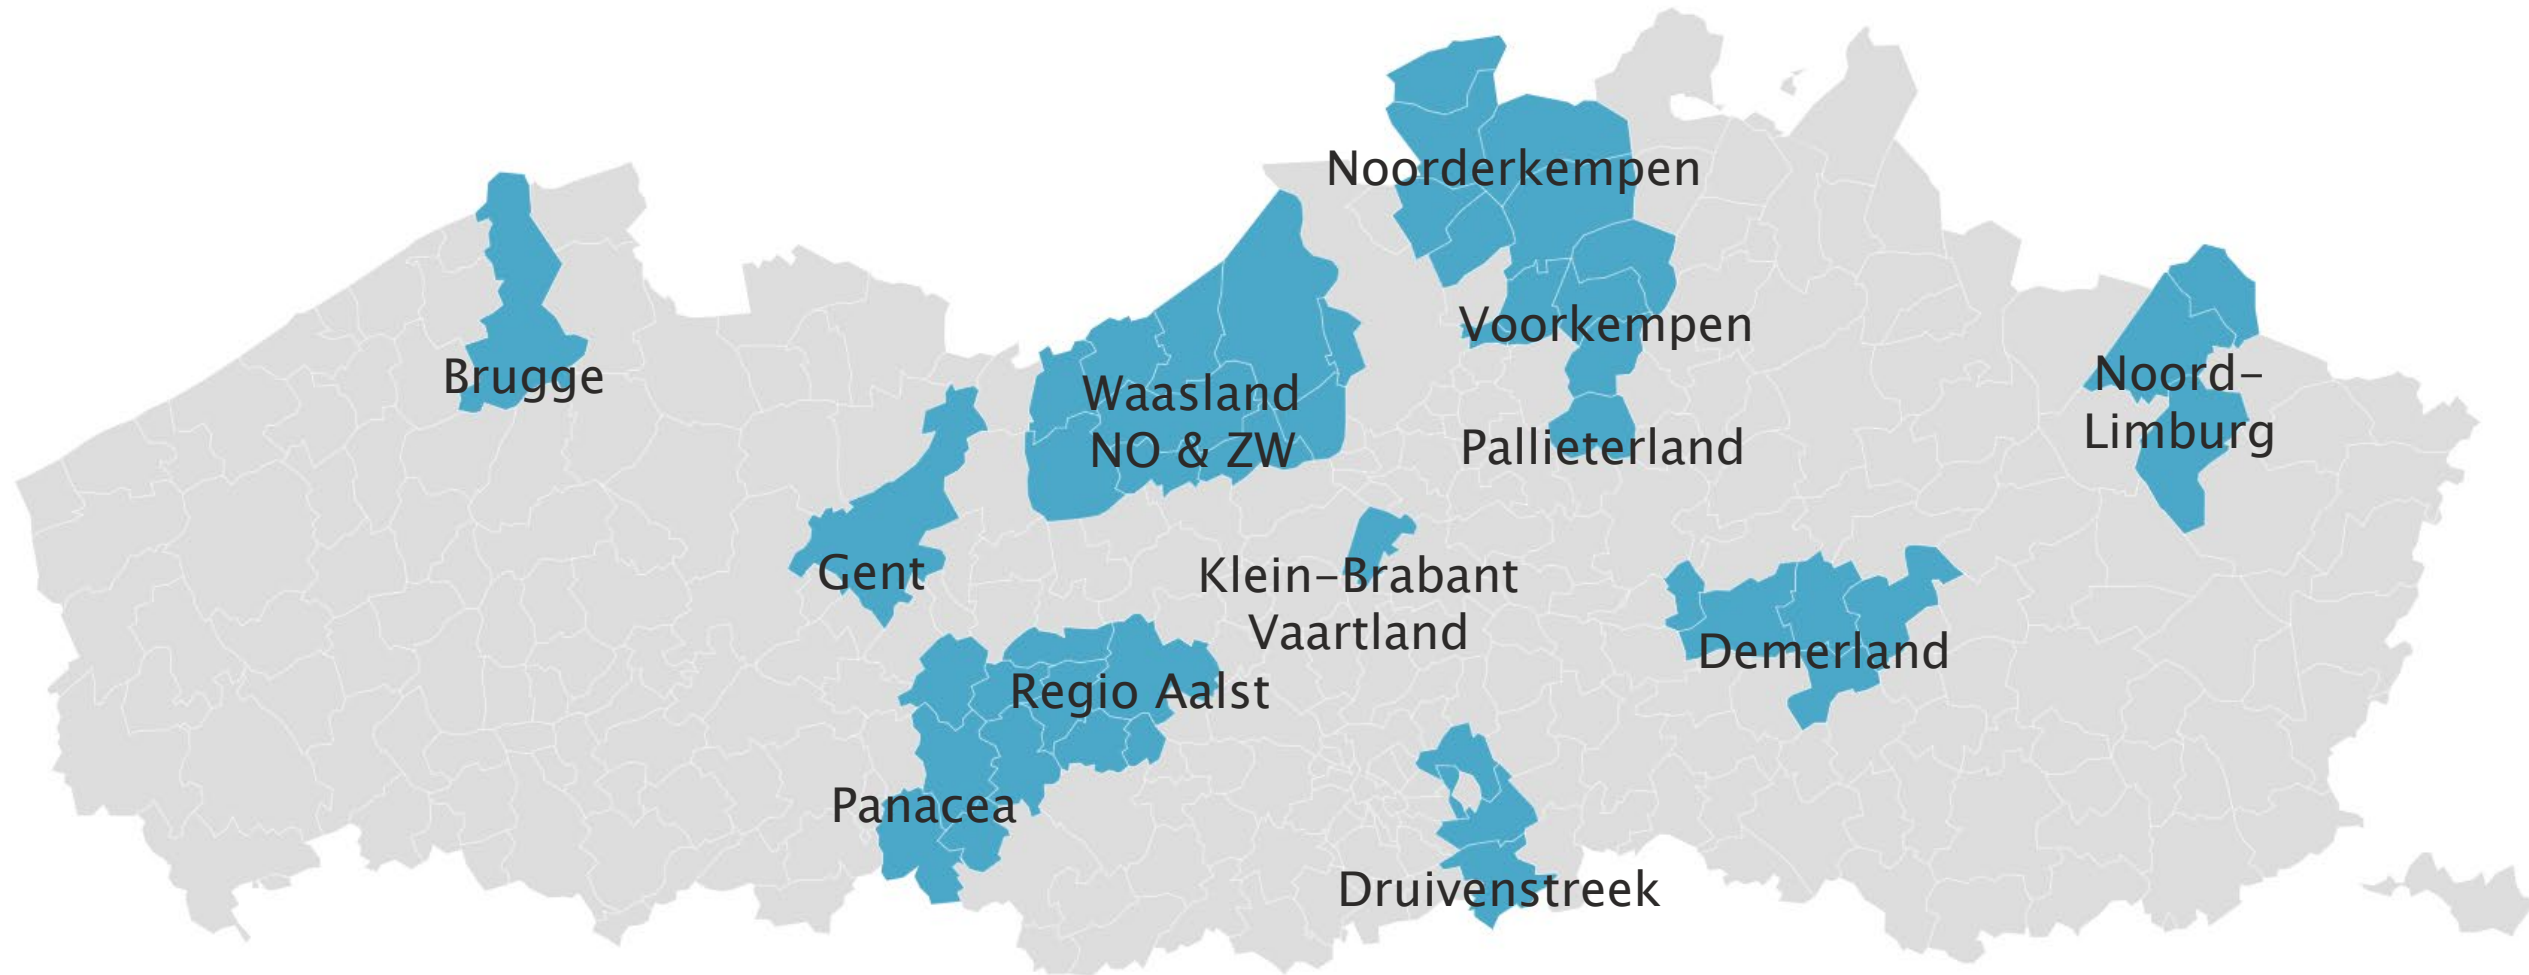 Noorderkempen
Voorkempen
Brugge
Waasland
NO & ZW
Noord-
Limburg
Pallieterland
Gent
Klein-Brabant
Vaartland
Demerland
Regio Aalst
Panacea
Druivenstreek